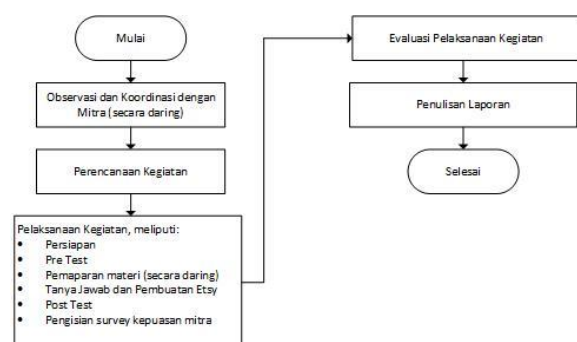 Mulai
Observasi dan Koordinasi dengan
Mitra (secara daring)
Perencanaan Kegiatan
Pelaksanaan Kegiatan, meliputi:
• Persiapan
• Pre Test
• Pemaparan materi (secara daring)
• Tanya Jawab dan Pembuatan Etsy
• Post Test
• Pengisian survey kepuasan mitra
Evaluasi Pelaksanaan Kegiatan
Penulisan Laporan
Selesai